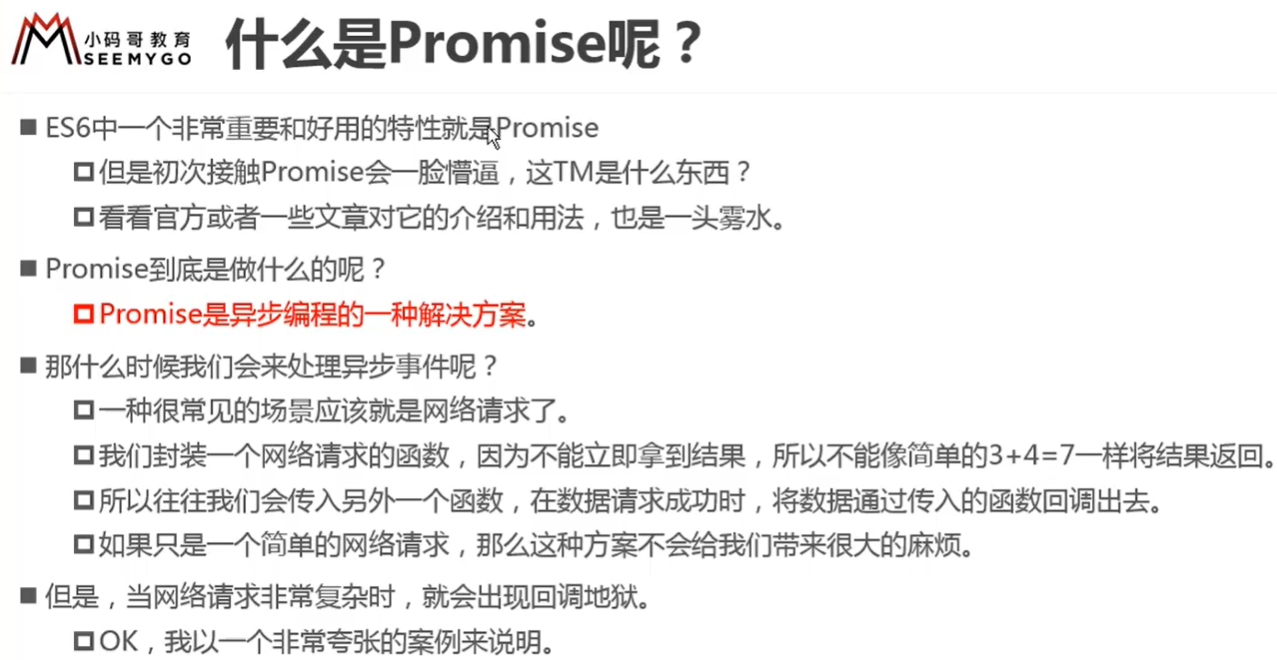 小码哥教育
SEEMYGO
什么是Promise呢？
ES6中一个非常重要和好用的特性就是Promise
但是初次接触Promise会一脸懵逼，这TM是什么东西？
看看官方或者一些文章对它的介绍和用法，也是一头雾水。
Promise到底是做什么的呢？
Promise是异步编程的一种解决方案。
那什么时候我们会来处理异步事件呢？
一种很常见的场景应该就是网络请求了。
我们封装一个网络请求的函数，因为不能立即拿到结果，所以不能像简单的3+4=7一样将结果返回。
所以往往我们会传入另外一个函数，在数据请求成功时，将数据通过传入的函数回调出去。
如果只是一个简单的网络请求，那么这种方案不会给我们带来很大的麻烦。
但是，当网络请求非常复杂时，就会出现回调地狱。
OK，我以一个非常夸张的案例来说明。